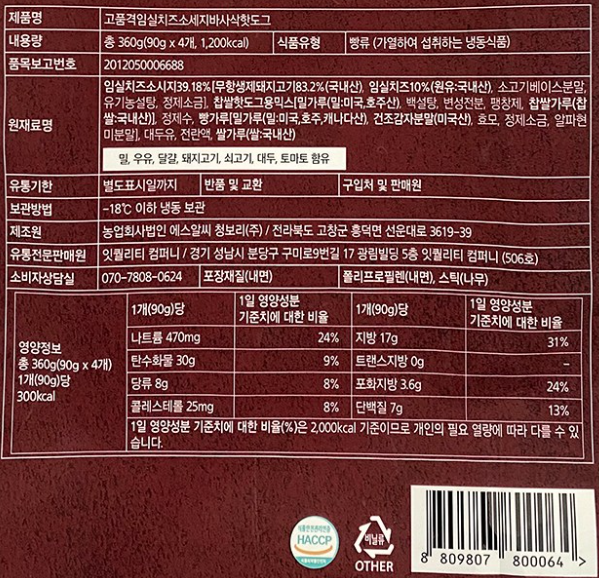 제품명 고품격임실치즈소세지바사삭핫도그
내용량 총 360g(90g x 4개, 1,200kcal) 식품유형 빵류 (가열하여 섭취하는 냉동식품)
품목보고번호 2012050006688
원재료명 임실치즈소시지39.18%[무항생제돼지고기83.2%(국내산), 임실치즈10%(원유:국내산), 소고기베이스분말,
유기농설탕, 정제소금], 찹쌀핫도그용믹스[밀가루(밀:미국,호주산), 백설탕, 변성전분, 팽창제, 찹쌀가루(찹
쌀:국내산)], 정제수, 빵가루[밀가루(밀:미국,호주,캐나다산), 건조감자분말(미국산), 효모, 정제소금, 알파현
미분말], 대두유, 전란액, 쌀가루(쌀:국내산)
밀, 우유, 달걀, 돼지고기, 쇠고기, 대두, 토마토 함유
유통기한 별도표시일까지 반품 및 교환 구입처 및 판매원
보관방법 -18℃ 이하 냉동 보관
제조원 농업회사법인 에스알씨 청보리(주) / 전라북도 고창군 흥덕면 선운대로 3619-39
유통전문판매원 잇퀄리티 컴퍼니 / 경기 성남시 분당구 구미로9번길 17 광림빌딩 5층 잇퀄리티 컴퍼니 (506호)
소비자상담실 070-7808-0624 포장재질(내면) 폴리프로필렌(내면), 스틱(나무)
영양정보
총 360g(90g x 4개)
1개(90g)당
300kcal
1개(90g)당 1일 영양성분 기준치에 대한 비율 1개(90g)당 1일 영양성분 기준치에 대한 비율
나트륨 470mg 24% 지방 17g 31%
탄수화물 30g 9% 트랜스지방 0g -
당류 8g 8% 포화지방 3.6g 24%
콜레스테롤 25mg 8% 단백질 7g 13%
1일 영양성분 기준치에 대한 비율(%)은 2,000kcal 기준이므로 개인의 필요 열량에 따라 다를 수 있
습니다.
HACCP
비닐류
OTHER
8 809807 800064 >